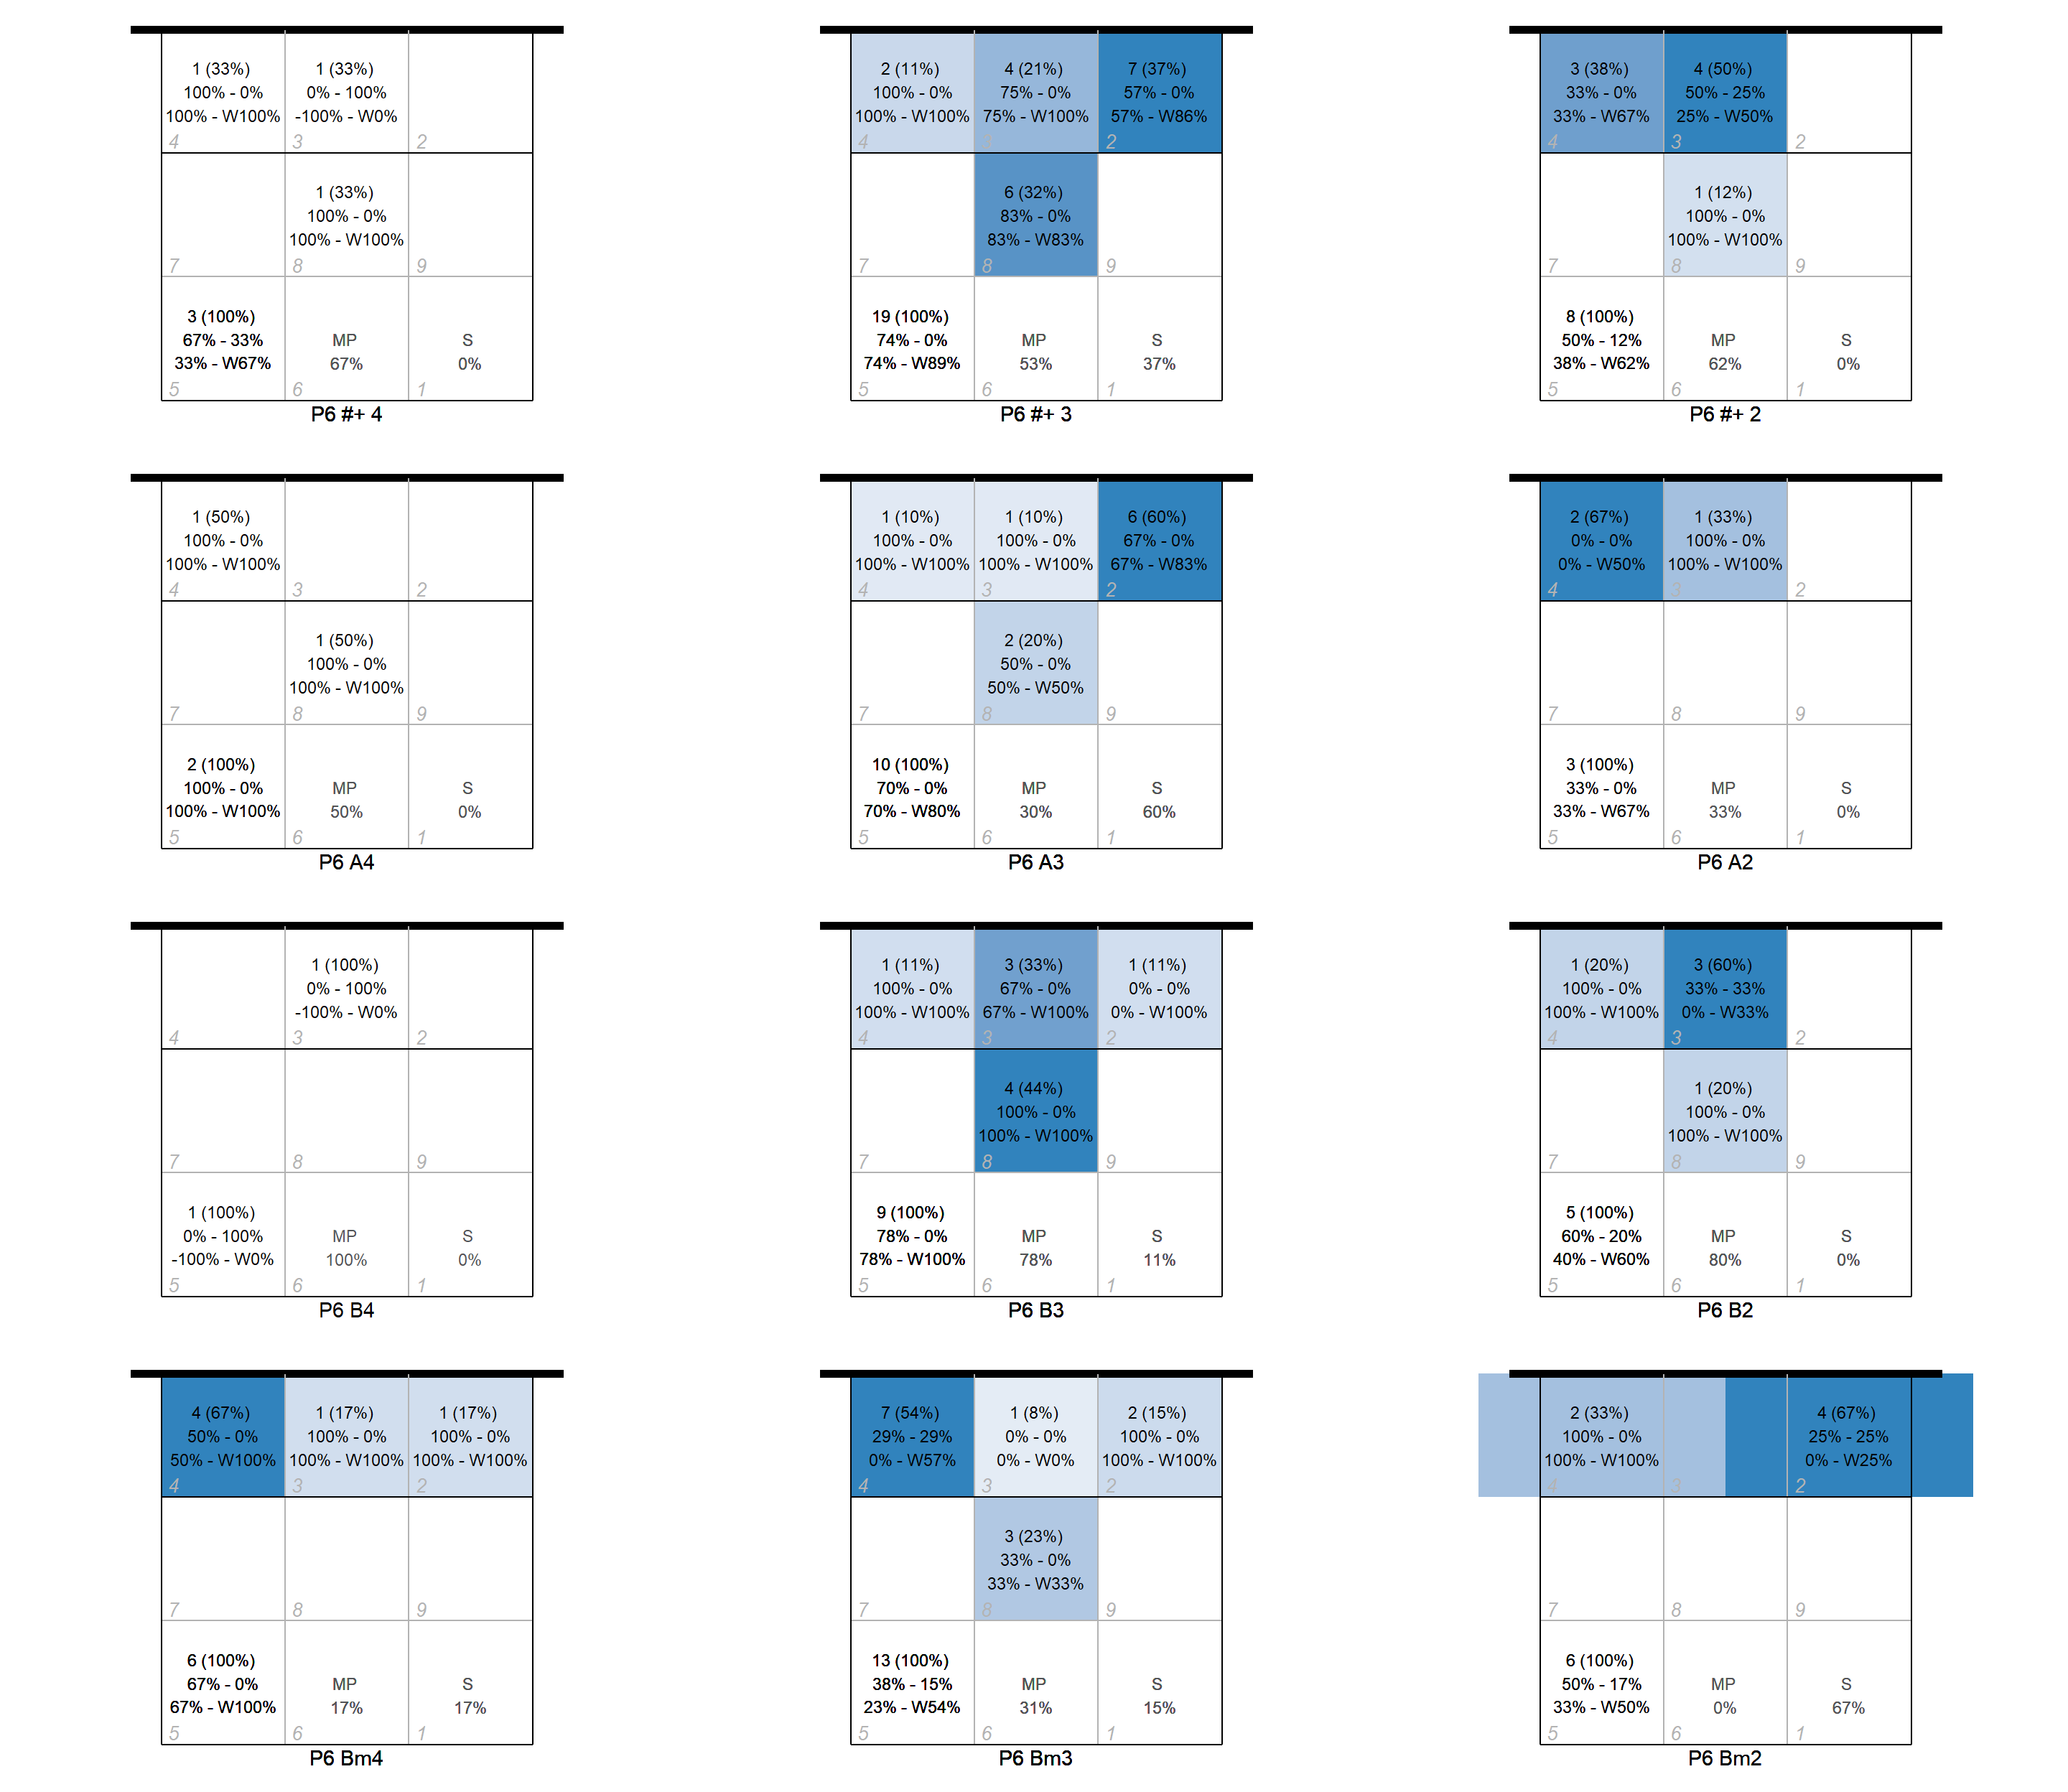 1 (33%)
100% - 0%
100% - W100%
4
1 (33%)
0% - 100%
-100% - W0%
3
2
7
1 (33%)
100% - 0%
100% - W100%
8
9
3 (100%)
67% - 33%
33% - W67%
5
MP
67%
6
S
0%
1
P6 #+ 4
2 (11%)
100% - 0%
100% - W100%
4
4 (21%)
75% - 0%
75% - W100%
3
7 (37%)
57% - 0%
57% - W86%
2
7
6 (32%)
83% - 0%
83% - W83%
8
9
19 (100%)
74% - 0%
74% - W89%
5
MP
53%
6
S
37%
1
P6 #+ 3
3 (38%)
33% - 0%
33% - W67%
4
4 (50%)
50% - 25%
25% - W50%
3
2
7
1 (12%)
100% - 0%
100% - W100%
8
9
8 (100%)
50% - 12%
38% - W62%
5
MP
62%
6
S
0%
1
P6 #+ 2
1 (50%)
100% - 0%
100% - W100%
4
3
2
7
1 (50%)
100% - 0%
100% - W100%
8
9
2 (100%)
100% - 0%
100% - W100%
5
MP
50%
6
S
0%
1
P6 A4
1 (10%)
100% - 0%
100% - W100%
4
1 (10%)
100% - 0%
100% - W100%
3
6 (60%)
67% - 0%
67% - W83%
2
7
2 (20%)
50% - 0%
50% - W50%
8
9
10 (100%)
70% - 0%
70% - W80%
5
MP
30%
6
S
60%
1
P6 A3
2 (67%)
0% - 0%
0% - W50%
4
1 (33%)
100% - 0%
100% - W100%
3
2
7
8
9
3 (100%)
33% - 0%
33% - W67%
5
MP
33%
6
S
0%
1
P6 A2
4
1 (100%)
0% - 100%
-100% - W0%
3
2
7
8
9
1 (100%)
0% - 100%
-100% - W0%
5
MP
100%
6
S
0%
1
P6 B4
1 (11%)
100% - 0%
100% - W100%
4
3 (33%)
67% - 0%
67% - W100%
3
1 (11%)
0% - 0%
0% - W100%
2
7
4 (44%)
100% - 0%
100% - W100%
8
9
9 (100%)
78% - 0%
78% - W100%
5
MP
78%
6
S
11%
1
P6 B3
1 (20%)
100% - 0%
100% - W100%
4
3 (60%)
33% - 33%
0% - W33%
3
2
7
1 (20%)
100% - 0%
100% - W100%
8
9
5 (100%)
60% - 20%
40% - W60%
5
MP
80%
6
S
0%
1
P6 B2
4 (67%)
50% - 0%
50% - W100%
4
1 (17%)
100% - 0%
100% - W100%
3
1 (17%)
100% - 0%
100% - W100%
2
7
8
9
6 (100%)
67% - 0%
67% - W100%
5
MP
17%
6
S
17%
1
P6 Bm4
7 (54%)
29% - 29%
0% - W57%
4
1 (8%)
0% - 0%
0% - W0%
3
2 (15%)
100% - 0%
100% - W100%
2
7
3 (23%)
33% - 0%
33% - W33%
8
9
13 (100%)
38% - 15%
23% - W54%
5
MP
31%
6
S
15%
1
P6 Bm3
2 (33%)
100% - 0%
100% - W100%
4
3
4 (67%)
25% - 25%
0% - W25%
2
7
8
9
6 (100%)
50% - 17%
33% - W50%
5
MP
0%
6
S
67%
1
P6 Bm2